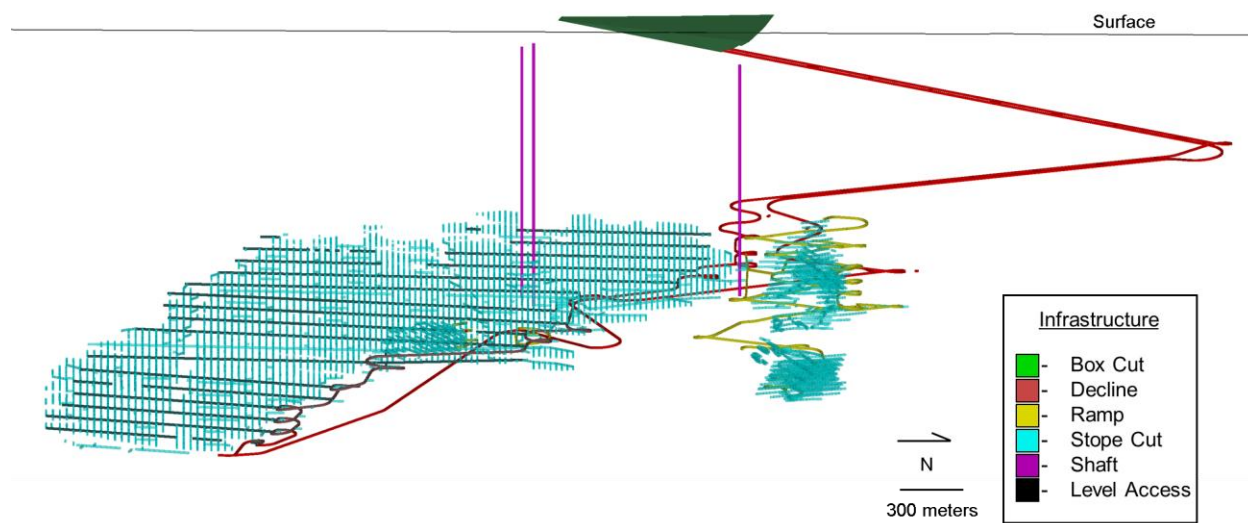 Surface
Infrastructure
- Box Cut
- Decline
- Ramp
- Stope Cut
- Shaft
- Level Access
N
300 meters